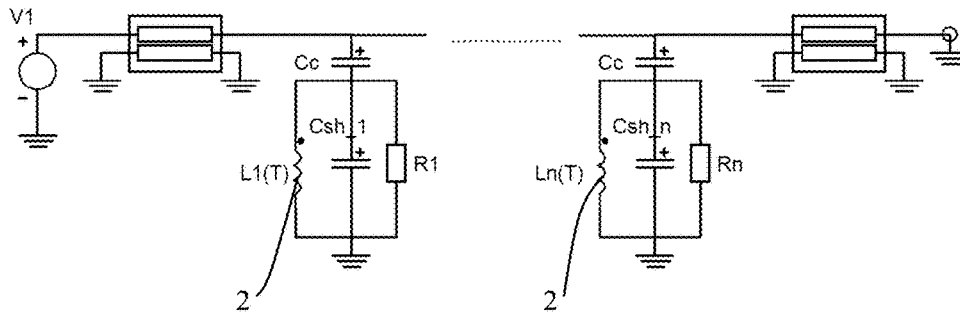 V1
+
−
+
Cc
+
Cc
Csh_1
+
L1(T)
R1
Csh_n
+
Ln(T)
Rn
2
2